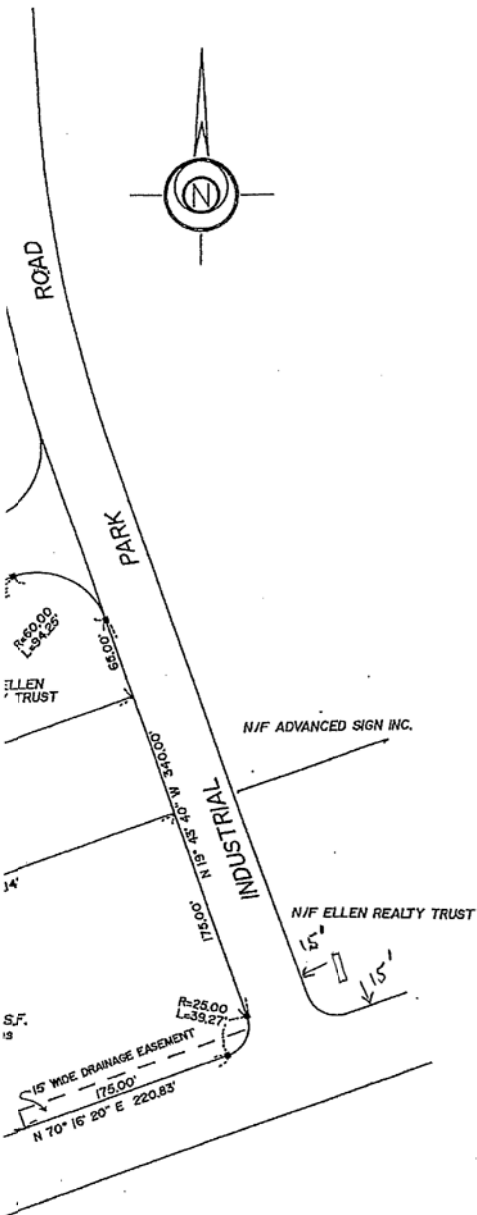 N
ROAD
PARK
INDUSTRIAL
R=60.00
L=94.25'
65.00'
ELLEN
TRUST
N/F ADVANCED SIGN INC.
N 19° 43' 40" W 340.00'
175.00'
N/F ELLEN REALTY TRUST
15'
15'
R=25.00
L=39.27'
S.F.
15' WIDE DRAINAGE EASEMENT
175.00'
N 70° 16' 20" E 220.83'